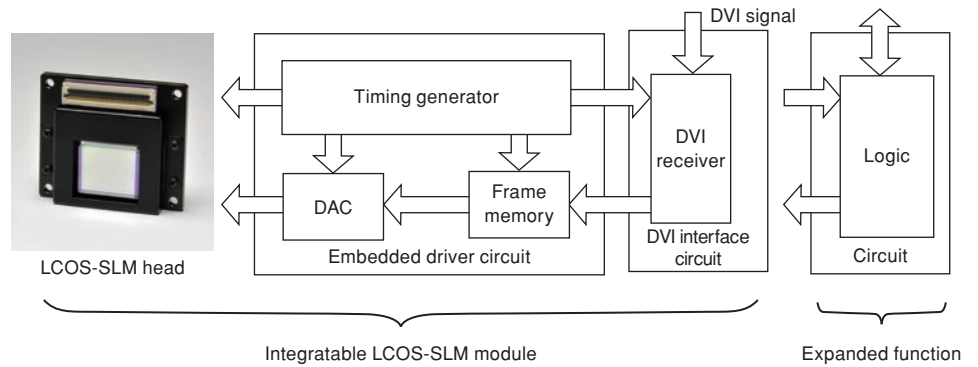 DVI signal
Timing generator
DVI
receiver
Logic
DAC
Frame
memory
Embedded driver circuit
DVI interface
circuit
Circuit
LCOS-SLM head
Integratable LCOS-SLM module
Expanded function